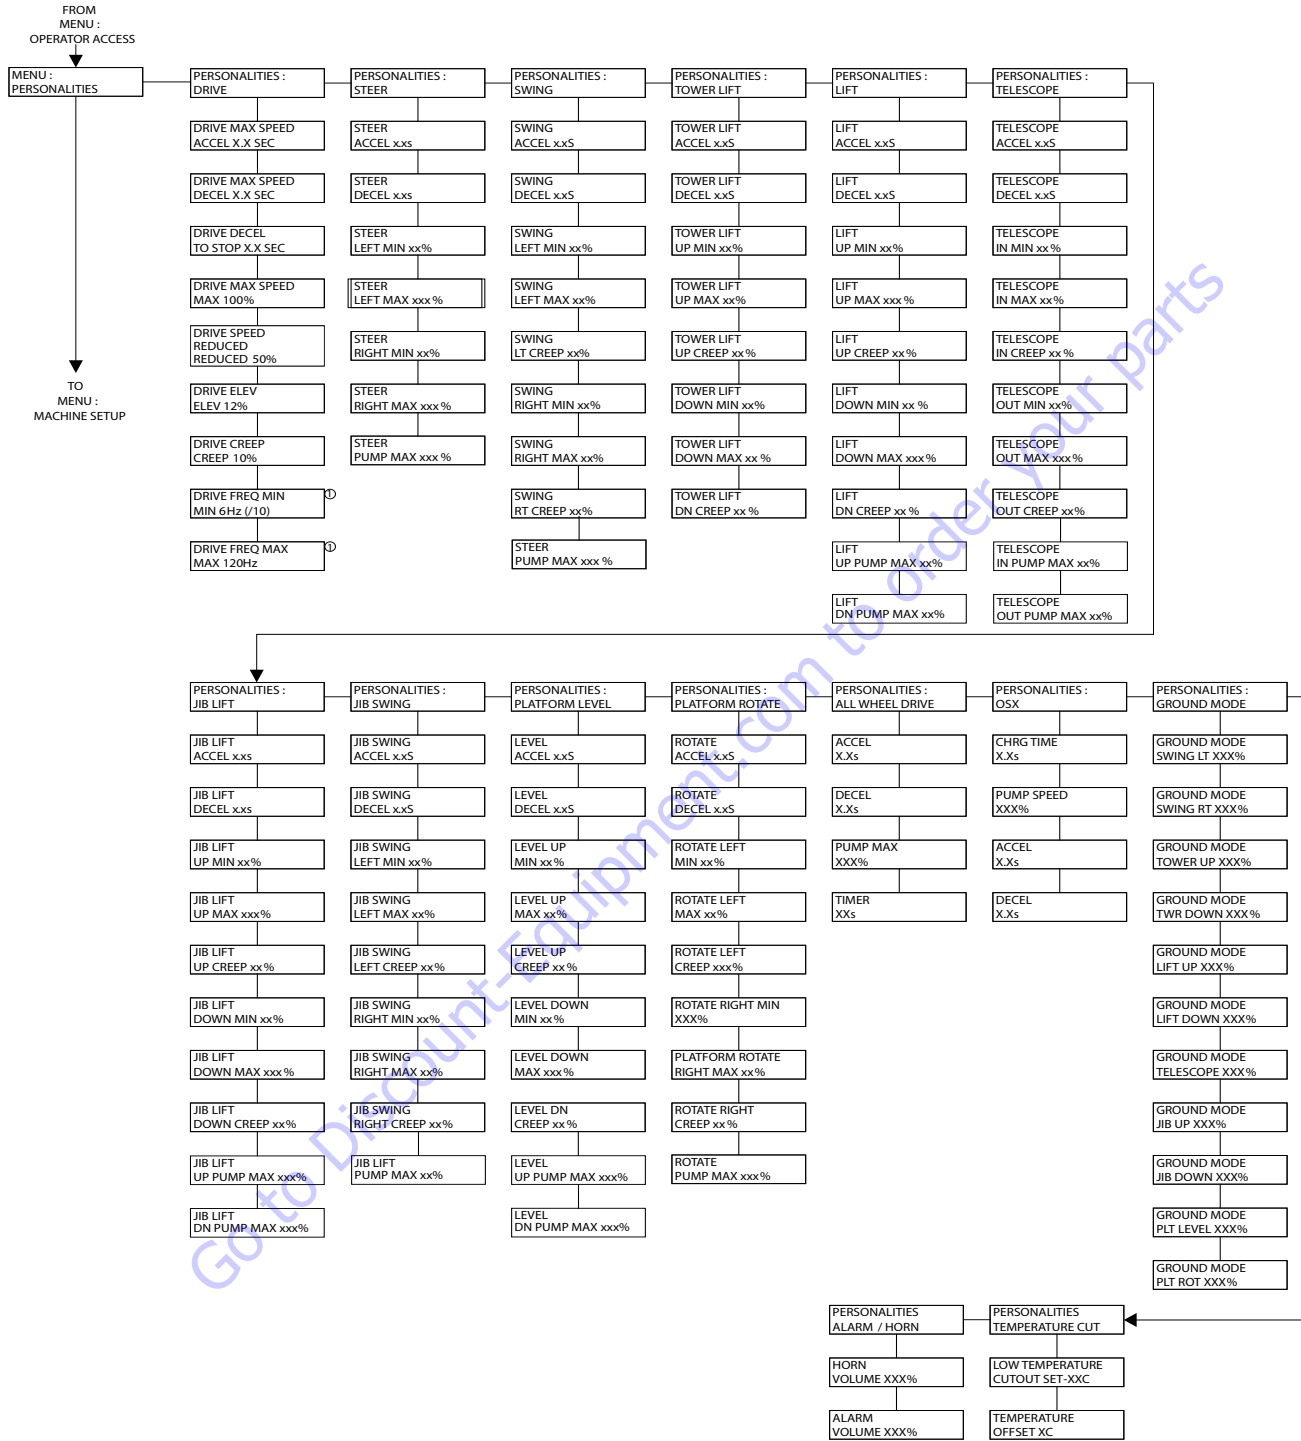 FROM
MENU :
OPERATOR ACCESS
MENU :
PERSONALITIES
TO
MENU :
MACHINE SETUP
PERSONALITIES :
DRIVE
DRIVE MAX SPEED
ACCEL X.X SEC
DRIVE MAX SPEED
DECEL X.X SEC
DRIVE DECEL
TO STOP X.X SEC
DRIVE MAX SPEED
MAX 100%
DRIVE SPEED
REDUCED
REDUCED 50%
DRIVE ELEV
ELEV 12%
DRIVE CREEP
CREEP 10%
DRIVE FREQ MIN
MIN 6Hz (/10)
1
DRIVE FREQ MAX
MAX 120Hz
1
PERSONALITIES :
STEER
STEER
ACCEL x.xs
STEER
DECEL x.xs
STEER
LEFT MIN xx%
STEER
LEFT MAX xxx %
STEER
RIGHT MIN xx%
STEER
RIGHT MAX xxx %
STEER
PUMP MAX xxx %
PERSONALITIES :
SWING
SWING
ACCEL x.xS
SWING
DECEL x.xS
SWING
LEFT MIN xx%
SWING
LEFT MAX xx%
SWING
LT CREEP xx%
SWING
RIGHT MIN xx%
SWING
RIGHT MAX xx%
SWING
RT CREEP xx%
STEER
PUMP MAX xxx %
PERSONALITIES :
TOWER LIFT
TOWER LIFT
ACCEL x.xS
TOWER LIFT
DECEL x.xS
TOWER LIFT
UP MIN xx%
TOWER LIFT
UP MAX xx%
TOWER LIFT
UP CREEP xx %
TOWER LIFT
DOWN MIN xx%
TOWER LIFT
DOWN MAX xx %
TOWER LIFT
DN CREEP xx %
PERSONALITIES :
LIFT
LIFT
ACCEL x.xS
LIFT
DECEL x.xS
LIFT
UP MIN xx%
LIFT
UP MAX xxx %
LIFT
UP CREEP xx %
LIFT
DOWN MIN xx %
LIFT
DOWN MAX xxx%
LIFT
DN CREEP xx %
LIFT
UP PUMP MAX xx%
LIFT
DN PUMP MAX xx%
PERSONALITIES :
TELESCOPE
TELESCOPE
ACCEL x.xS
TELESCOPE
DECEL x.xS
TELESCOPE
IN MIN xx %
TELESCOPE
IN MAX xx%
TELESCOPE
IN CREEP xx %
TELESCOPE
OUT MIN xx%
TELESCOPE
OUT MAX xxx%
TELESCOPE
OUT CREEP xx%
TELESCOPE
IN PUMP MAX xx%
TELESCOPE
OUT PUMP MAX xx%
PERSONALITIES :
JIB LIFT
JIB LIFT
ACCEL x.xs
JIB LIFT
DECEL x.xs
JIB LIFT
UP MIN xx%
JIB LIFT
UP MAX xxx%
JIB LIFT
UP CREEP xx %
JIB LIFT
DOWN MIN xx%
JIB LIFT
DOWN MAX xxx %
JIB LIFT
DOWN CREEP xx%
JIB LIFT
UP PUMP MAX xxx%
JIB LIFT
DN PUMP MAX xxx%
PERSONALITIES :
JIB SWING
JIB SWING
ACCEL x.xS
JIB SWING
DECEL x.xS
JIB SWING
LEFT MIN xx%
JIB SWING
LEFT MAX xx%
JIB SWING
LEFT CREEP xx %
JIB SWING
RIGHT MIN xx%
JIB SWING
RIGHT MAX xx%
JIB SWING
RIGHT CREEP xx%
JIB LIFT
PUMP MAX xx%
PERSONALITIES :
PLATFORM LEVEL
LEVEL
ACCEL x.xS
LEVEL
DECEL x.xS
LEVEL UP
MIN xx %
LEVEL UP
MAX xx%
LEVEL UP
CREEP xx %
LEVEL DOWN
MIN xx %
LEVEL DOWN
MAX xxx %
LEVEL DN
CREEP xx %
LEVEL
UP PUMP MAX xxx%
LEVEL
DN PUMP MAX xxx%
PERSONALITIES :
PLATFORM ROTATE
ROTATE
ACCEL x.xS
ROTATE
DECEL x.xS
ROTATE LEFT
MIN xx %
ROTATE LEFT
MAX xx%
ROTATE LEFT
CREEP xxx%
ROTATE RIGHT MIN
XXX%
PLATFORM ROTATE
RIGHT MAX xx %
ROTATE RIGHT
CREEP xx %
ROTATE
PUMP MAX xxx %
PERSONALITIES :
ALL WHEEL DRIVE
ACCEL
X.Xs
DECEL
X.Xs
PUMP MAX
XXX%
TIMER
XXs
PERSONALITIES :
OSX
CHRG TIME
X.Xs
PUMP SPEED
XXX%
ACCEL
X.Xs
DECEL
X.Xs
PERSONALITIES :
GROUND MODE
GROUND MODE
SWING LT XXX%
GROUND MODE
SWING RT XXX%
GROUND MODE
TOWER UP XXX%
GROUND MODE
TWR DOWN XXX%
GROUND MODE
LIFT UP XXX%
GROUND MODE
LIFT DOWN XXX%
GROUND MODE
TELESCOPE XXX%
GROUND MODE
JIB UP XXX%
GROUND MODE
JIB DOWN XXX%
GROUND MODE
PLT LEVEL XXX%
GROUND MODE
PLT ROT XXX%
PERSONALITIES
ALARM / HORN
HORN
VOLUME XXX%
ALARM
VOLUME XXX%
PERSONALITIES
TEMPERATURE CUT
LOW TEMPERATURE
CUTOUT SET-XXC
TEMPERATURE
OFFSET XC
Go to Discount-Equipment.com to order your parts